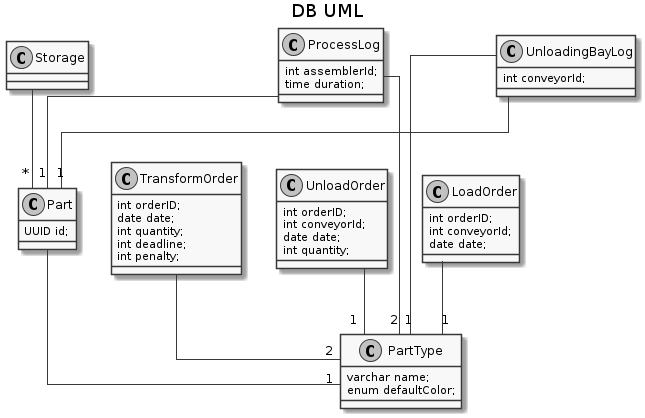 DB UML
C Storage
C ProcessLog
int assemblerId;
time duration;
C UnloadingBayLog
int conveyorId;
* 1 1
C Part
UUID id;
C TransformOrder
int orderID;
date date;
int quantity;
int deadline;
int penalty;
C UnloadOrder
int orderID;
int conveyorId;
date date;
int quantity;
C LoadOrder
int orderID;
int conveyorId;
date date;
1 2 1 1
2
1
C PartType
varchar name;
enum defaultColor;